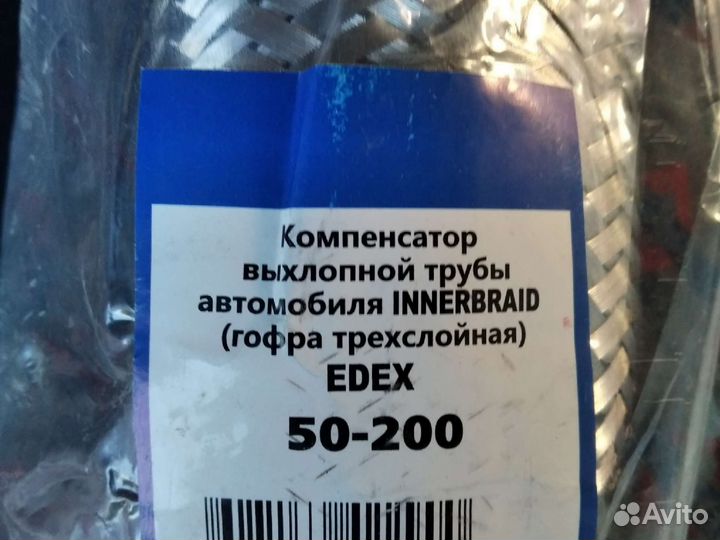 Компенсатор
выхлопной трубы
автомобиля INNERBRAID
(гофра трехслойная)
EDEX
50-200
Avito